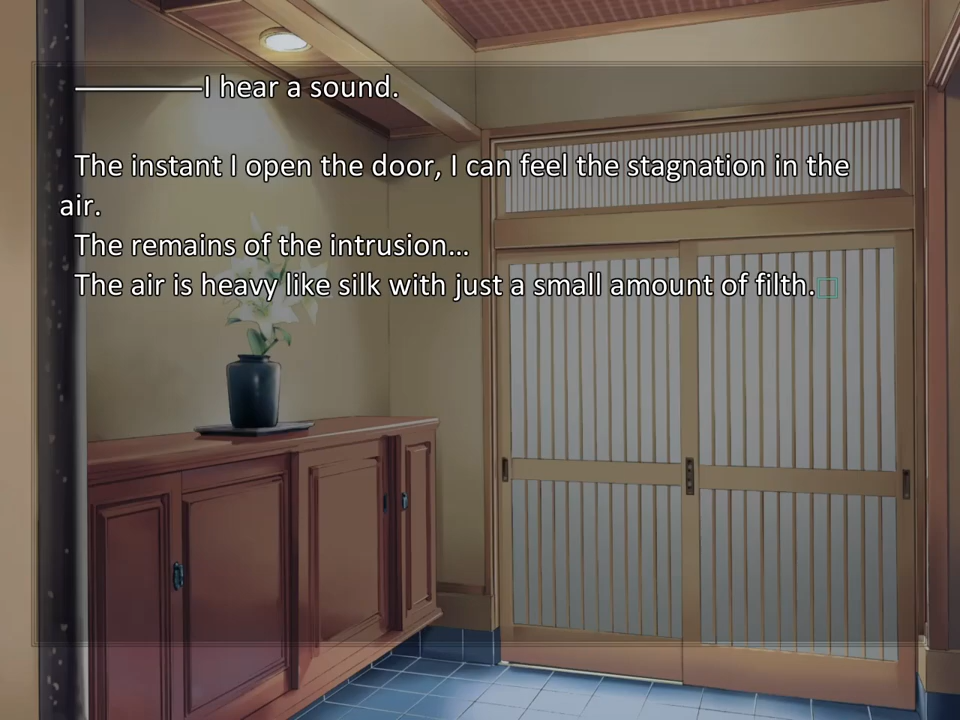 ————I hear a sound.
The instant I open the door, I can feel the stagnation in the
air.
The remains of the intrusion...
The air is heavy like silk with just a small amount of filth.